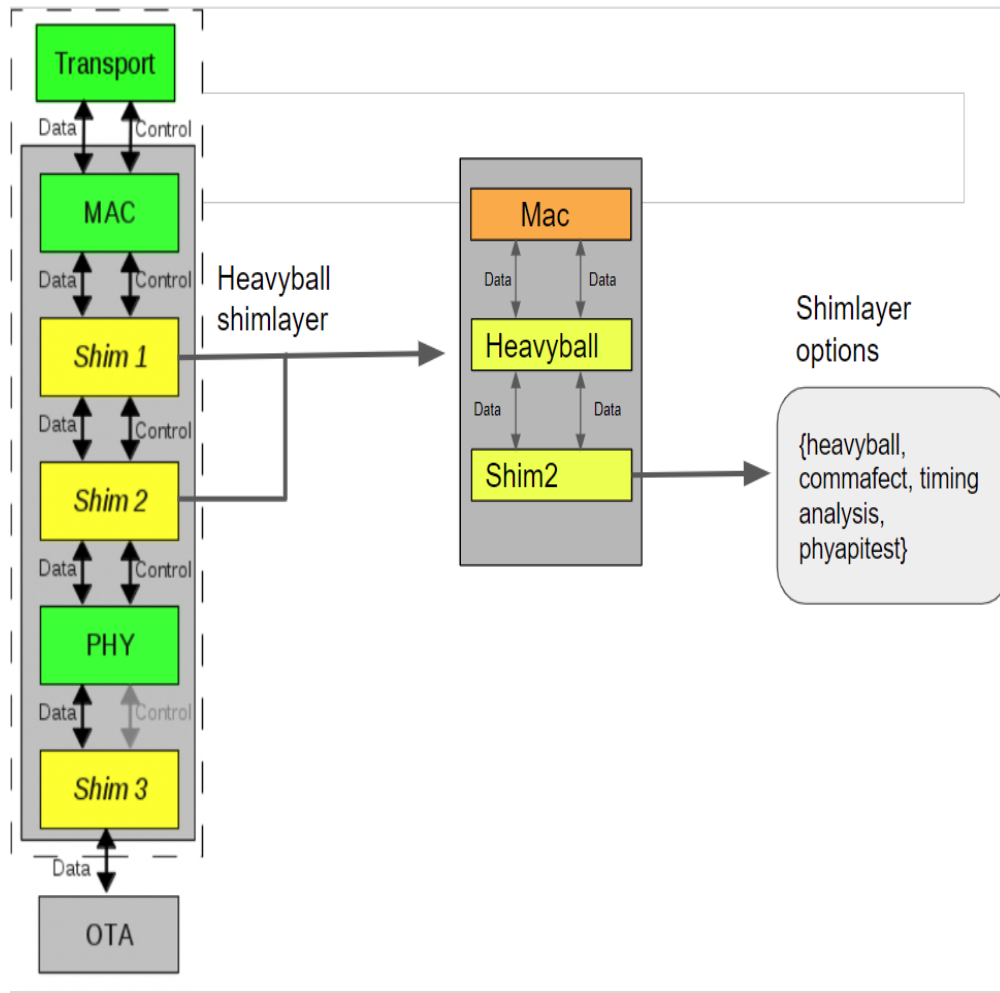 Transport
Data
Control
MAC
Data
Control
Shim 1
Data
Control
Shim 2
Data
Control
PHY
Data
Control
Shim 3
Data
OTA
Heavyball
shimlayer
Mac
Data
Data
Heavyball
Data
Data
Shim2
Shimlayer
options
{heavyball,
commafect, timing
analysis,
phyapitest}